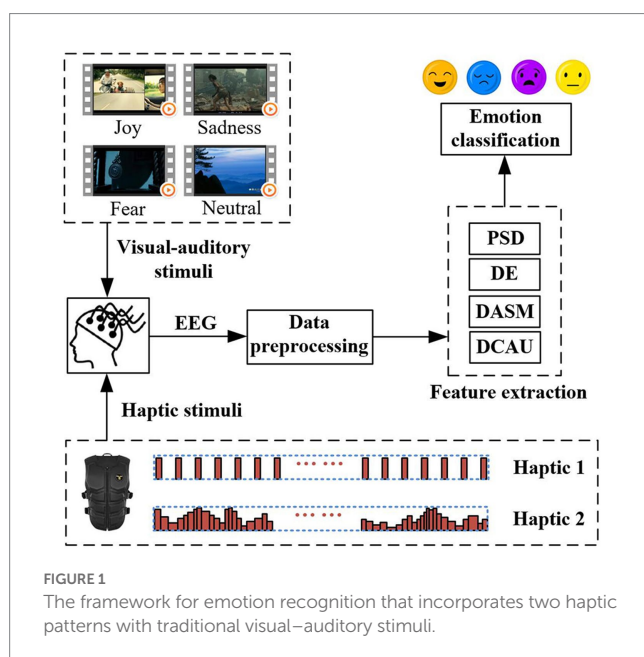 Joy
Sadness
Fear
Neutral
Visual-auditory
stimuli
EEG
Data
preprocessing
Emotion
classification
PSD
DE
DASM
DCAU
Feature extraction
Haptic stimuli
Haptic 1
Haptic 2
FIGURE 1
The framework for emotion recognition that incorporates two haptic
patterns with traditional visual–auditory stimuli.